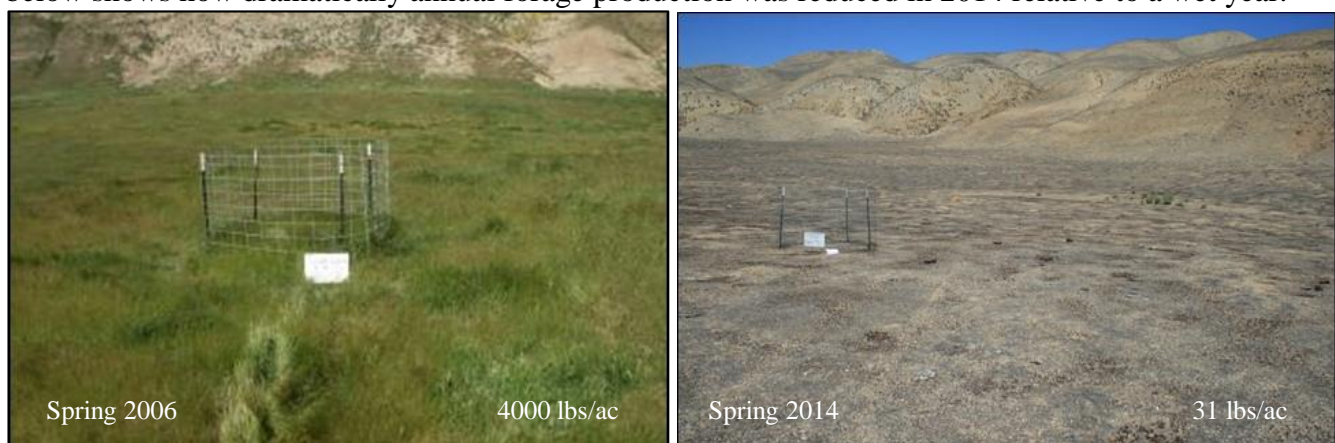 below shows how dramatically annual forage production was reduced in 2014 relative to a wet year.
Spring 2006 4000 lbs/ac Spring 2014 31 lbs/ac